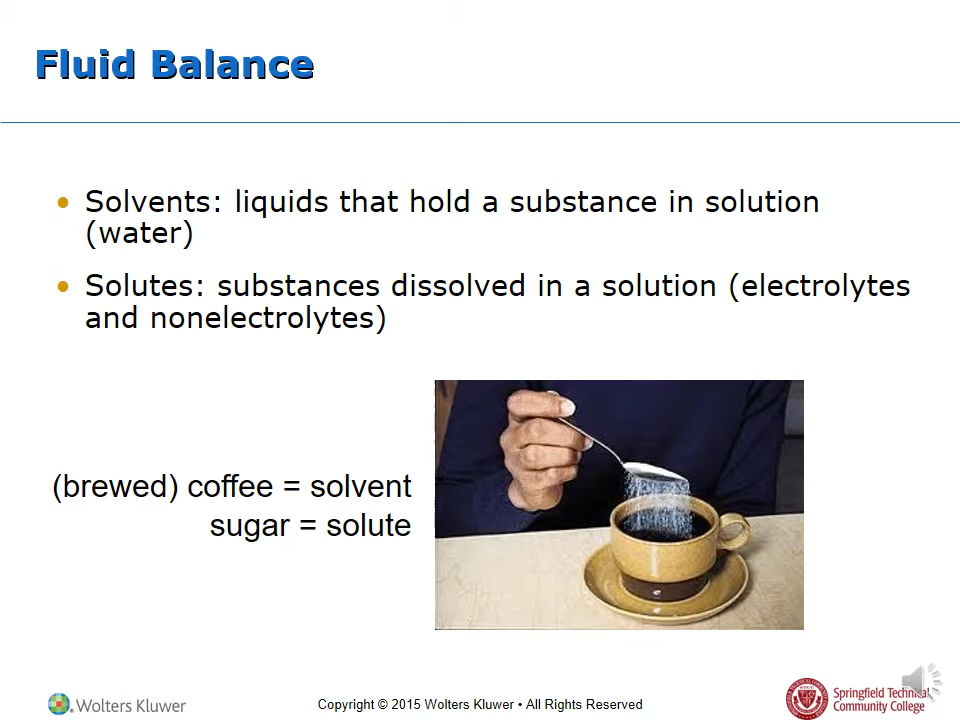 Fluid Balance
• Solvents: liquids that hold a substance in solution
(water)
• Solutes: substances dissolved in a solution (electrolytes
and nonelectrolytes)
(brewed) coffee = solvent
sugar = solute
Wolters Kluwer
Copyright © 2015 Wolters Kluwer • All Rights Reserved
Springfield Technical
Community College